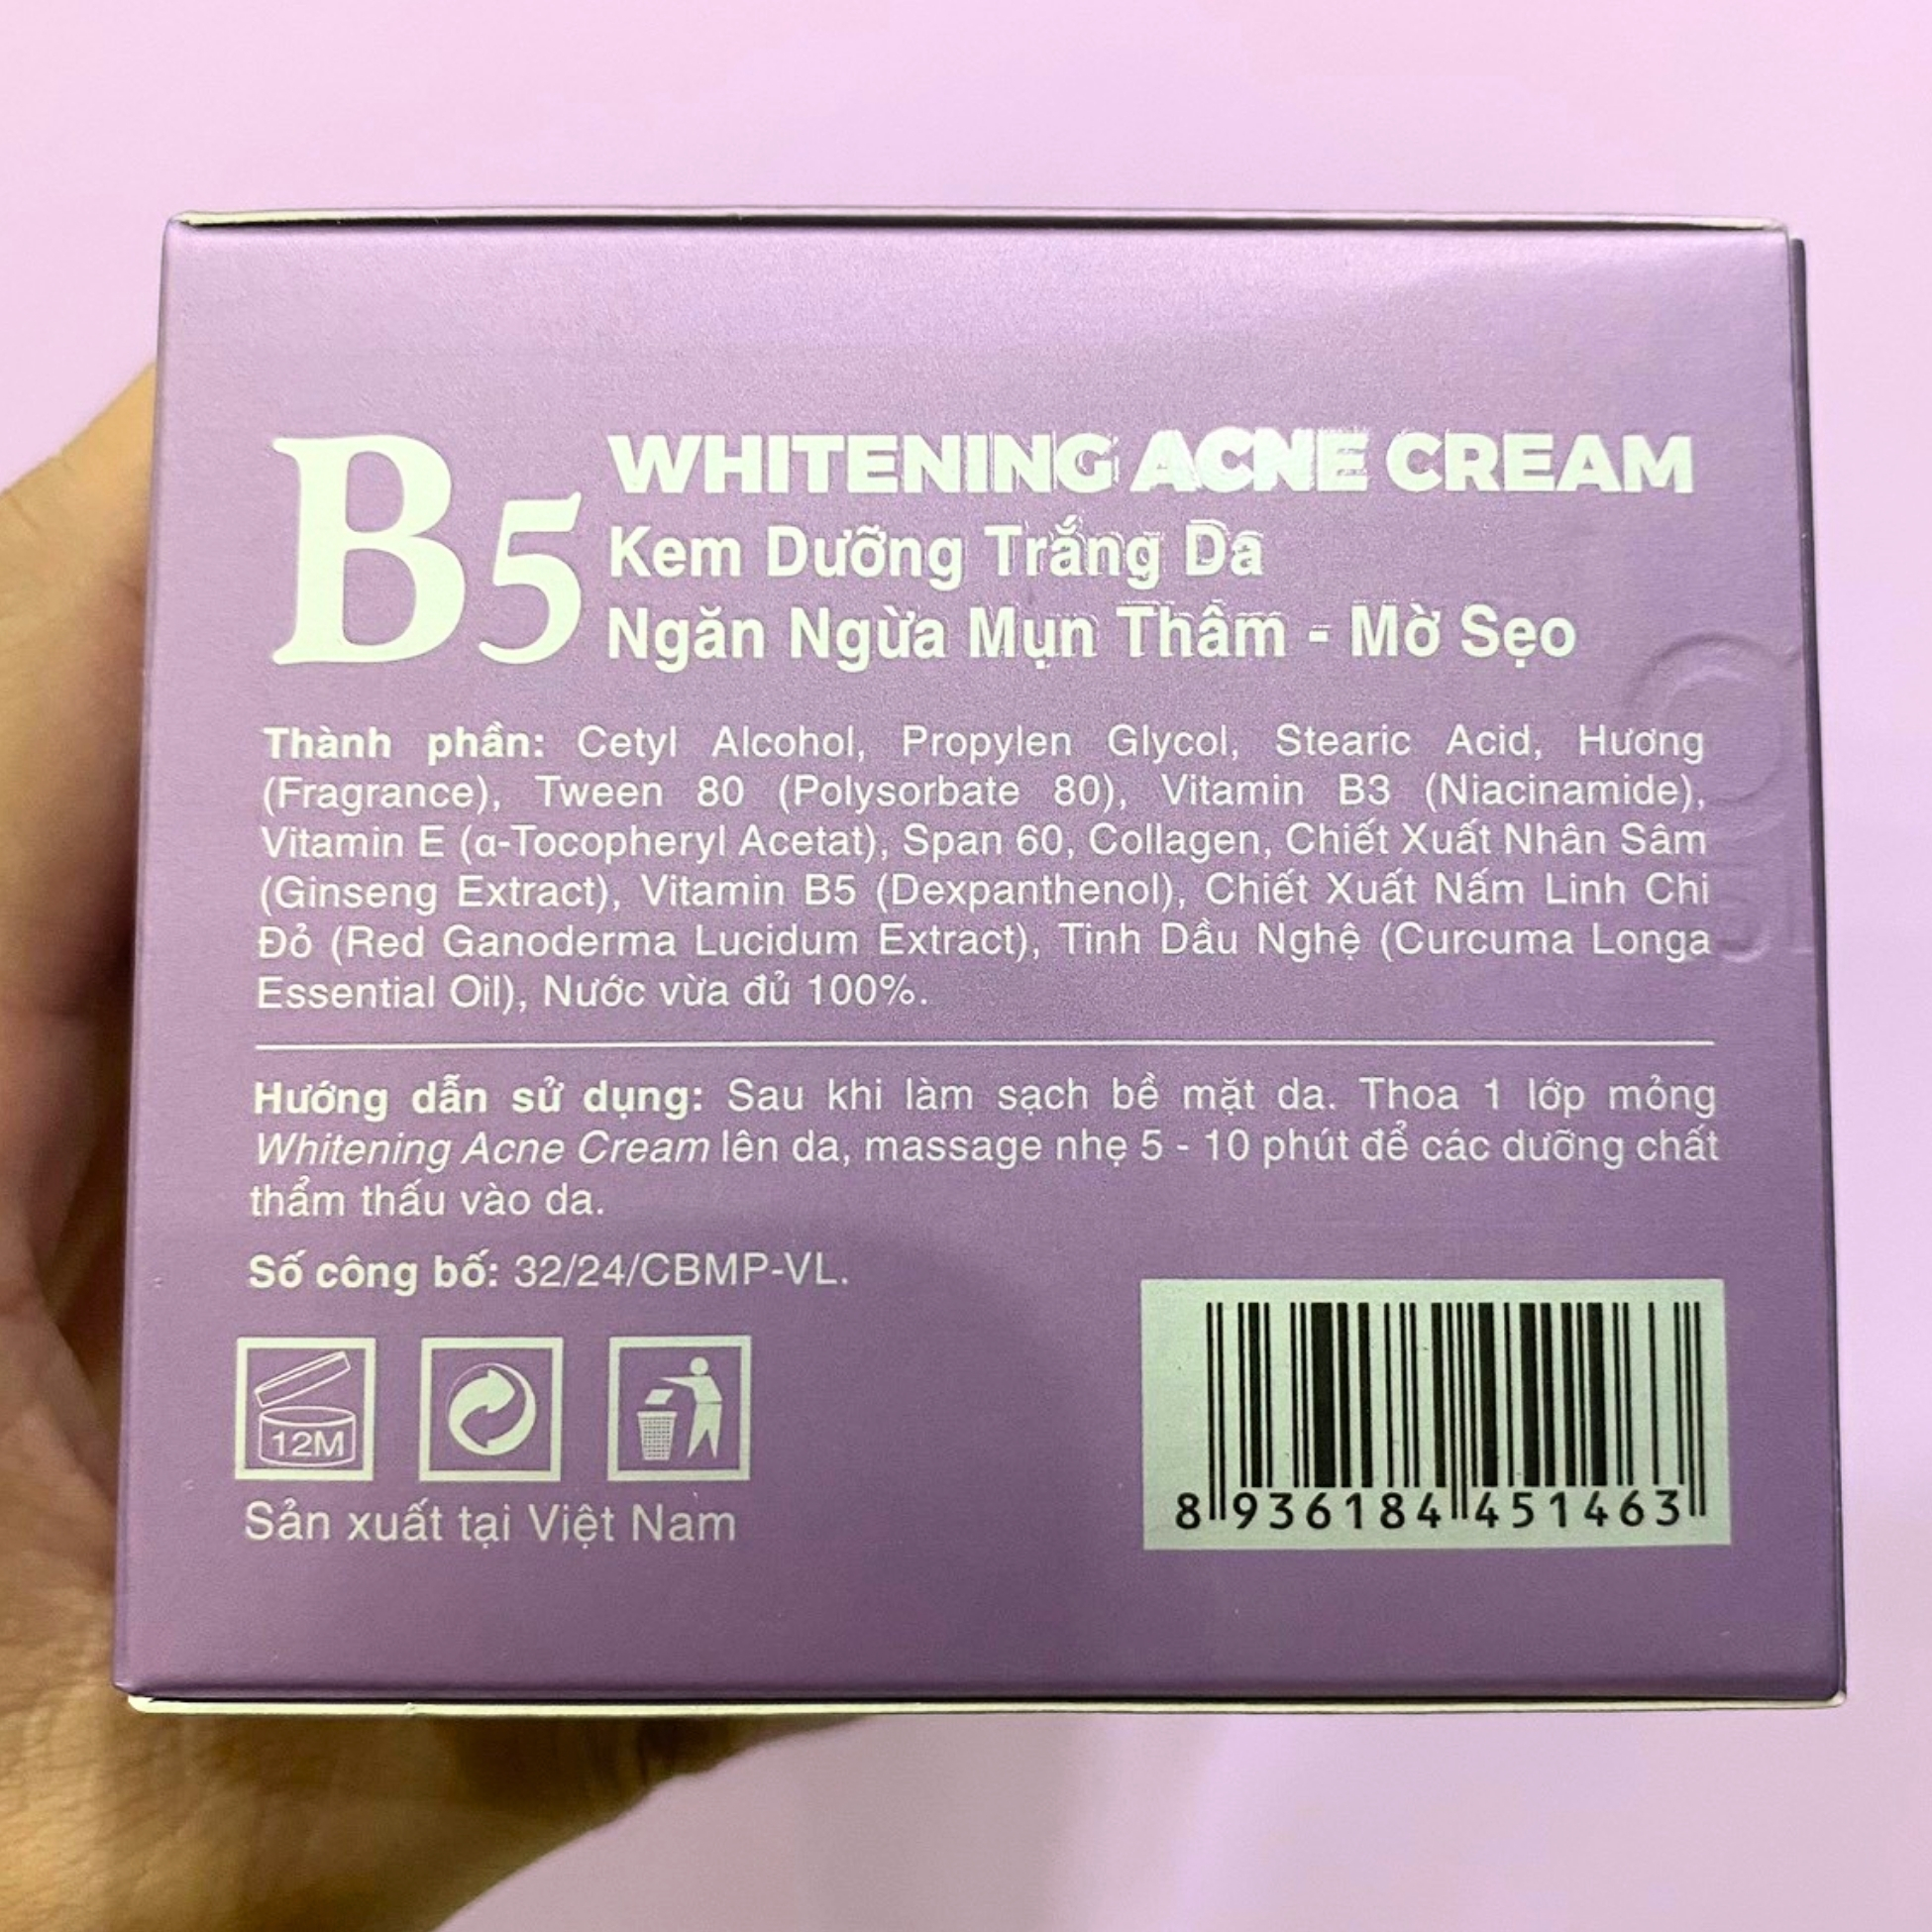 B5 WHITENING ACNE CREAM
Kem Dưỡng Trắng Da
Ngăn Ngừa Mụn Thâm - Mờ Sẹo
Thành phần: Cetyl Alcohol, Propylen Glycol, Stearic Acid, Hương
(Fragrance), Tween 80 (Polysorbate 80), Vitamin B3 (Niacinamide),
Vitamin E (α-Tocopheryl Acetat), Span 60, Collagen, Chiết Xuất Nhân Sâm
(Ginseng Extract), Vitamin B5 (Dexpanthenol), Chiết Xuất Nấm Linh Chi
Đỏ (Red Ganoderma Lucidum Extract), Tinh Dầu Nghệ (Curcuma Longa
Essential Oil), Nước vừa đủ 100%.
Hướng dẫn sử dụng: Sau khi làm sạch bề mặt da. Thoa 1 lớp mỏng
Whitening Acne Cream lên da, massage nhẹ 5 - 10 phút để các dưỡng chất
thẩm thấu vào da.
Số công bố: 32/24/CBMP-VL.
12M
Sản xuất tại Việt Nam
8 936184 451463